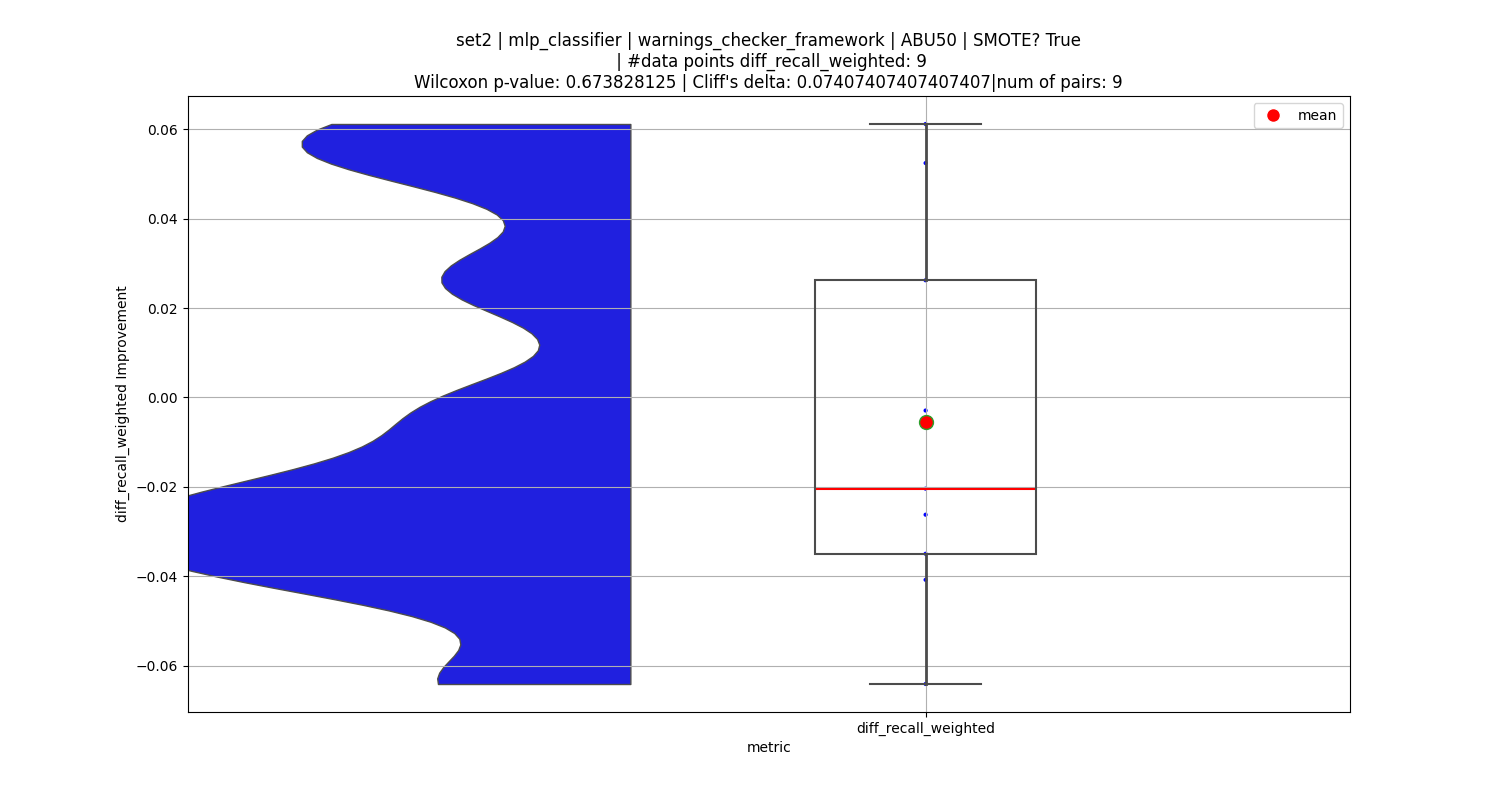 set2 | mlp_classifier | warnings_checker_framework | ABU50 | SMOTE? True
| #data points diff_recall_weighted: 9
Wilcoxon p-value: 0.673828125 | Cliff's delta: 0.07407407407407407|num of pairs: 9
mean
0.06
0.04
0.02
0.00
−0.02
−0.04
−0.06
diff_recall_weighted Improvement
diff_recall_weighted
metric